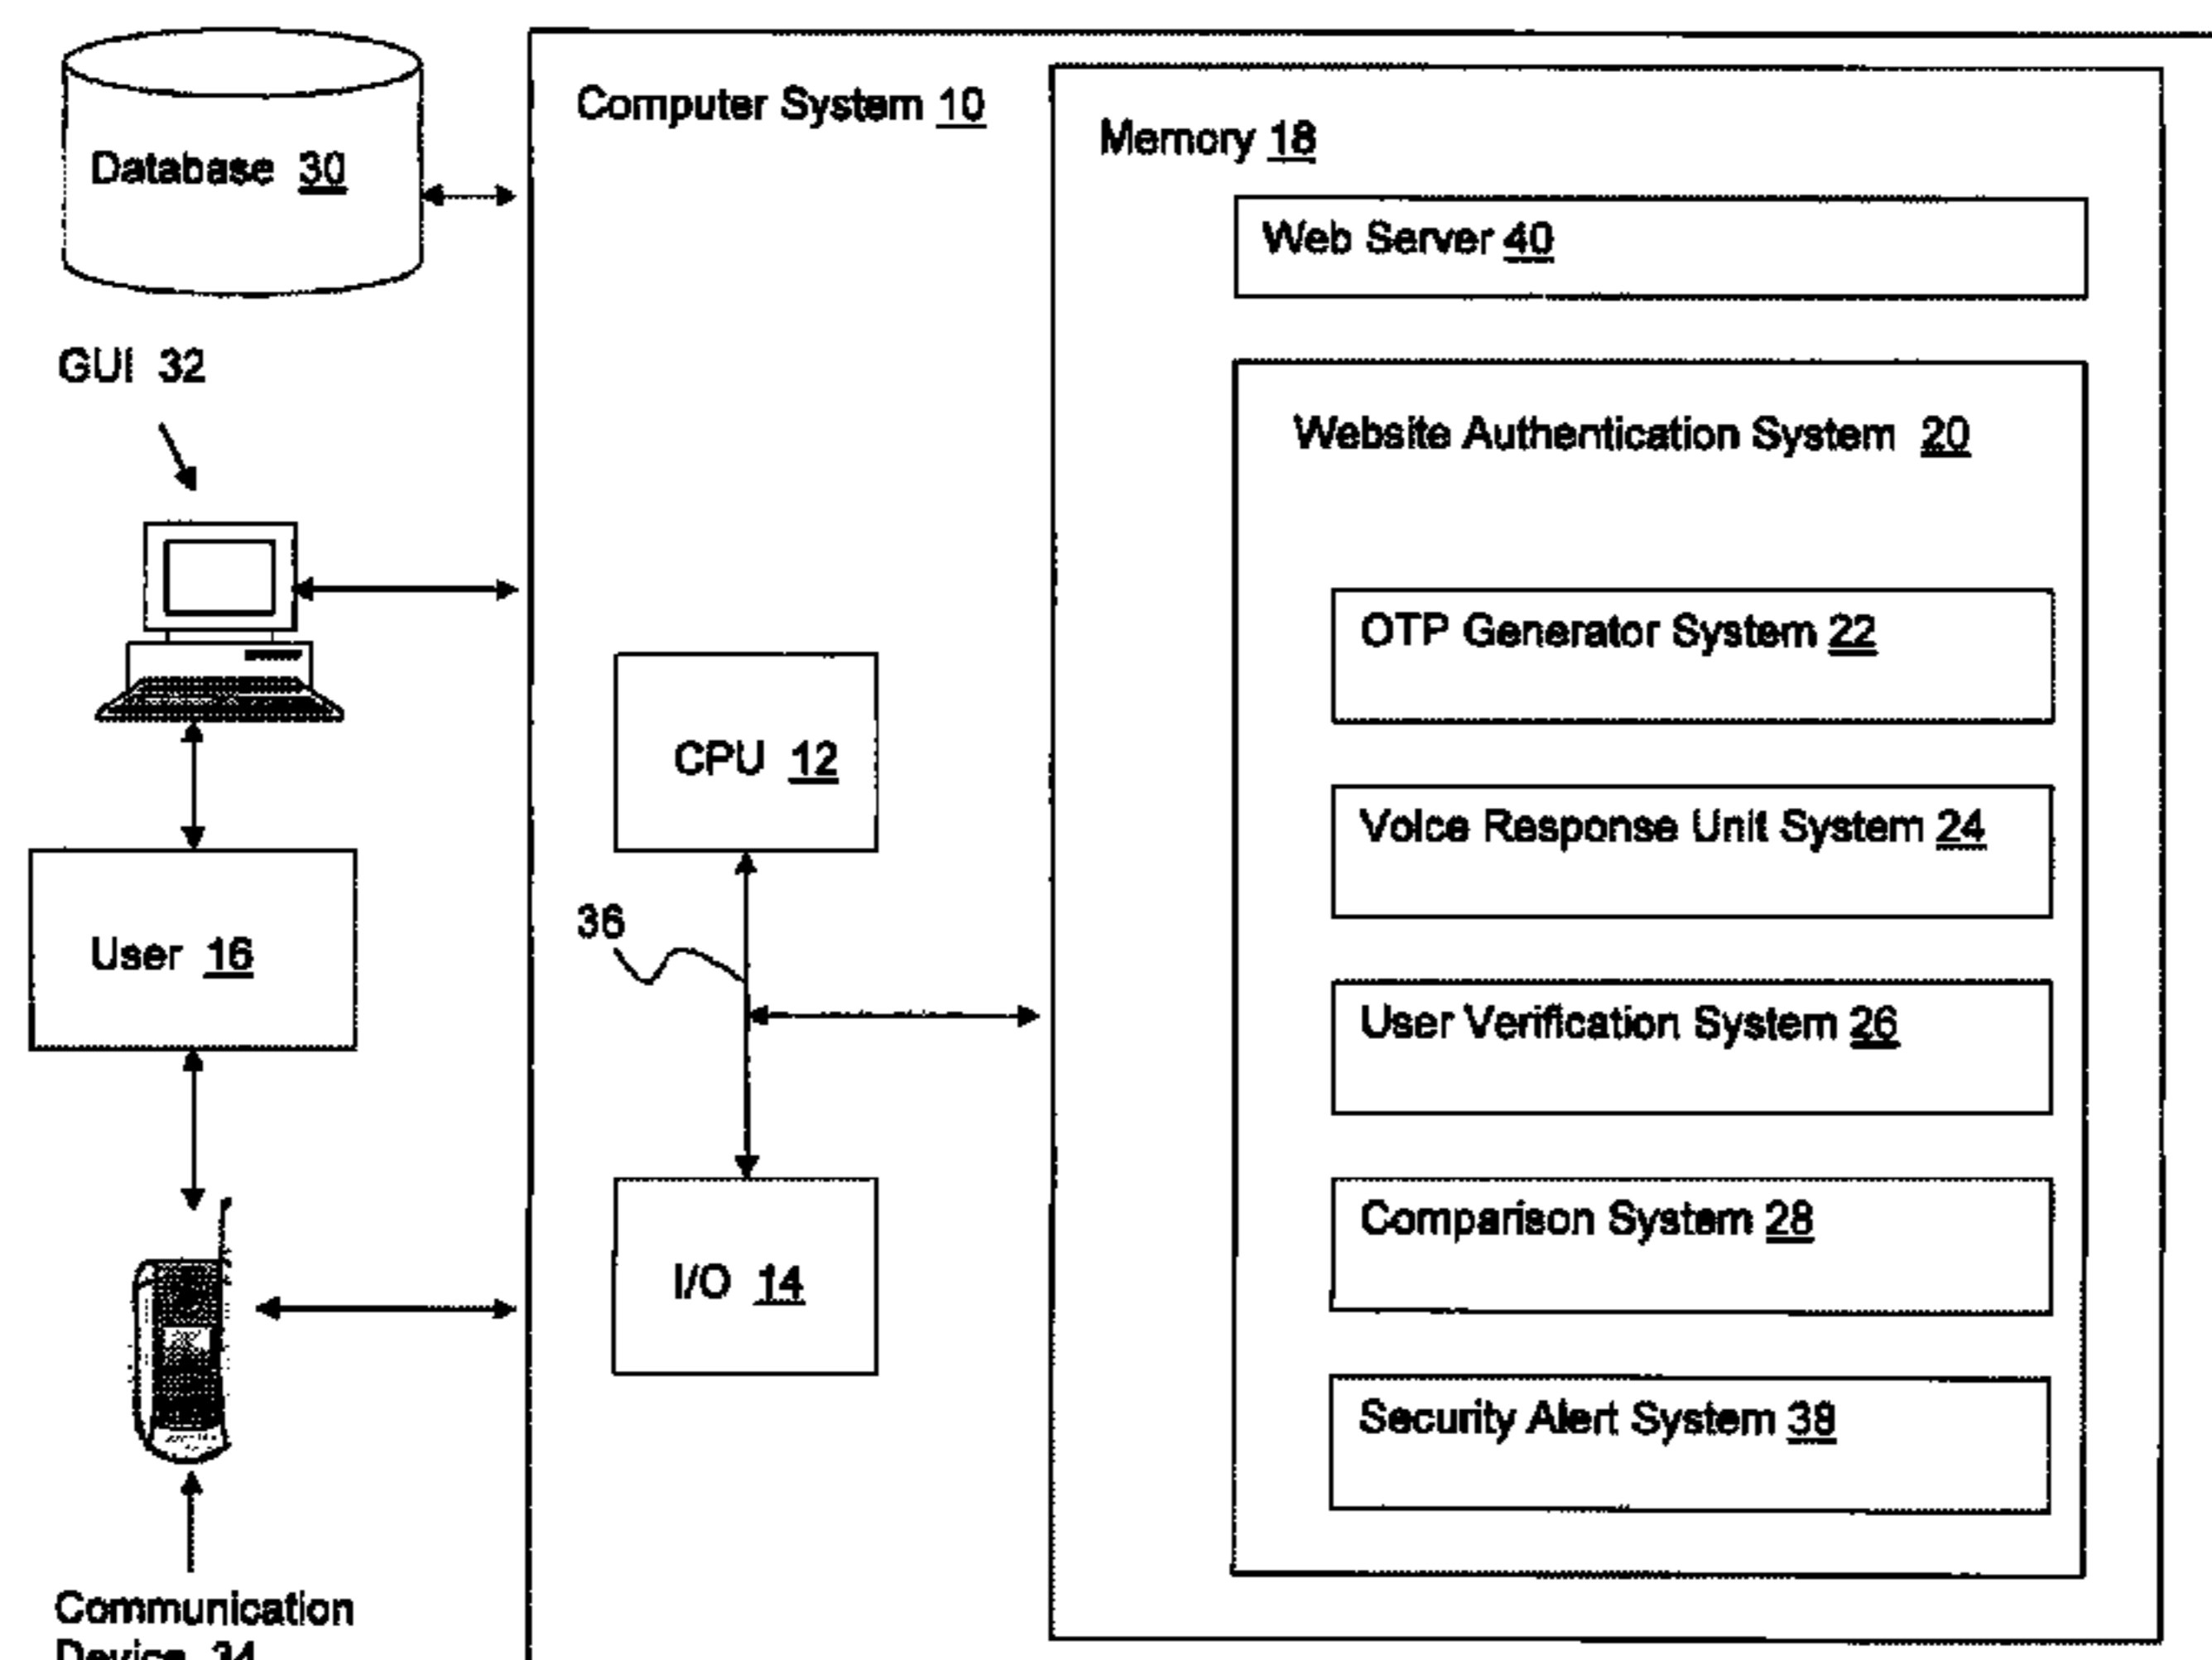 Computer System 10
Memory 18
Database 30
Web Server 40
GUI 32
Website Authentication System 20
OTP Generator System 22
CPU 12
Voice Response Unit System 24
36
User 16
User Verification System 26
Comparison System 28
I/O 14
Security Alert System 38
Communication
Device 34